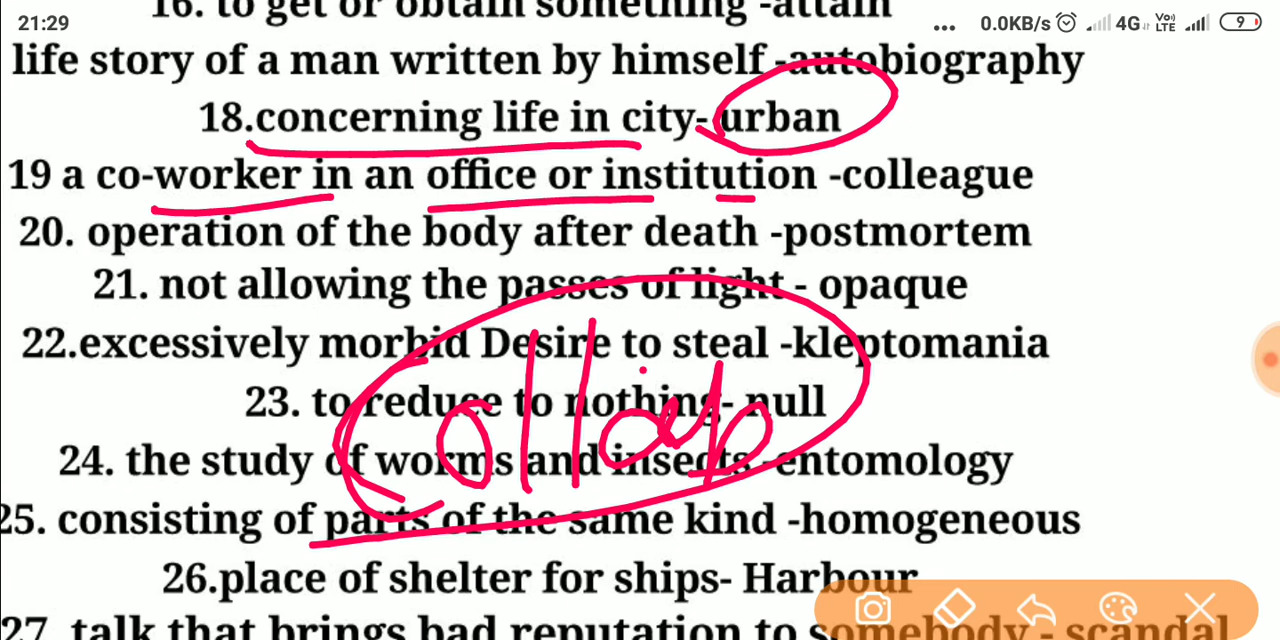 21:29 ... 0.0KB/s 4G Vo) LTE 9
16. to get or obtain something -attain
life story of a man written by himself -autobiography
18.concerning life in city- urban
19 a co-worker in an office or institution -colleague
20. operation of the body after death -postmortem
21. not allowing the passes of light - opaque
22.excessively morbid Desire to steal -kleptomania
23. to reduce to nothing- null
24. the study of worms and insects -entomology
25. consisting of parts of the same kind -homogeneous
26.place of shelter for ships- Harbour
27. talk that brings bad reputation to somebody - scandal